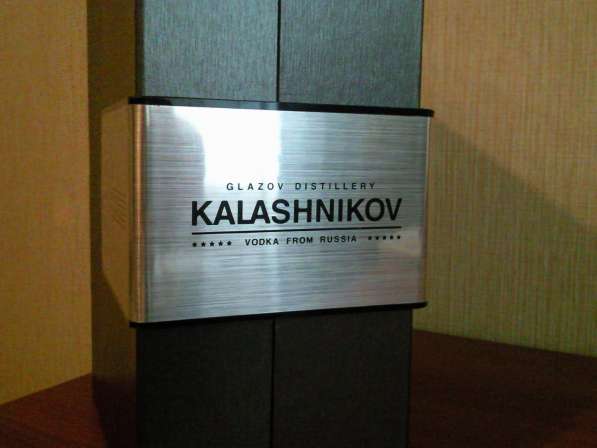 GLAZOV DISTILLERY
KALASHNIKOV
★★★★★ VODKA FROM RUSSIA ★★★★★